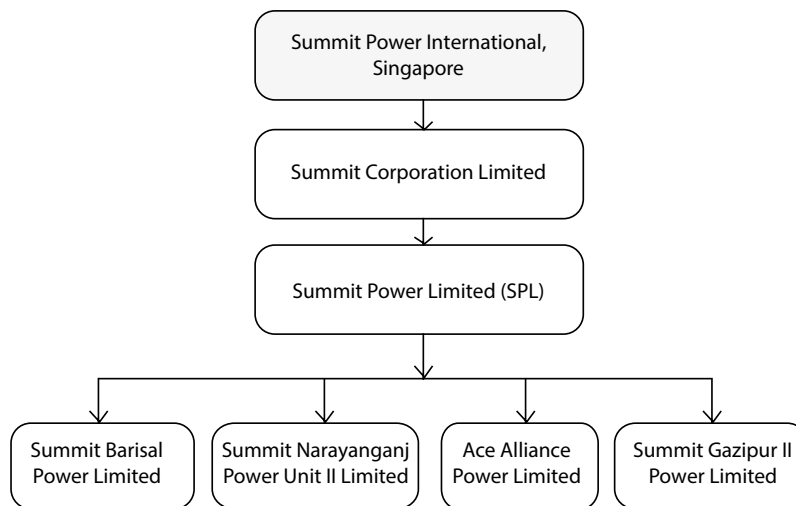 Summit Power International,
Singapore
Summit Corporation Limited
Summit Power Limited (SPL)
Summit Barisal
Power Limited
Summit Narayanganj
Power Unit II Limited
Ace Alliance
Power Limited
Summit Gazipur II
Power Limited